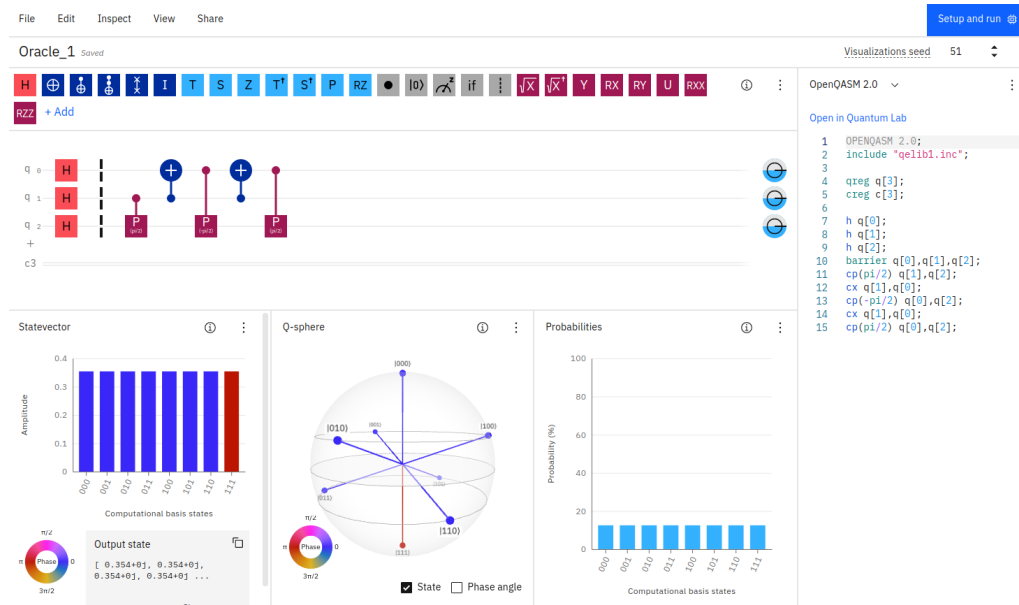 File Edit Inspect View Share
Setup and run
Oracle_1 Saved
Visualizations seed 51
H I T S Z T† S† P RZ |0⟩ if √X √X† Y RX RY U RXX
RZZ + Add
OpenQASM 2.0
Open in Quantum Lab
q 0 H
q 1 H
q 2 H P (pi/2) P (-pi/2) P (pi/2)
+
c3
1 OPENQASM 2.0;
2 include "qelib1.inc";
3
4 qreg q[3];
5 creg c[3];
6
7 h q[0];
8 h q[1];
9 h q[2];
10 barrier q[0],q[1],q[2];
11 cp(pi/2) q[1],q[2];
12 cx q[1],q[0];
13 cp(-pi/2) q[0],q[2];
14 cx q[1],q[0];
15 cp(pi/2) q[0],q[2];
Statevector
0.4
0.3
0.2
0.1
0
Amplitude
000 001 010 011 100 101 110 111
Computational basis states
π/2
π Phase 0
3π/2
Output state
[ 0.354+0j, 0.354+0j,
0.354+0j, 0.354+0j ...
Q-sphere
|000⟩
|010⟩ |001⟩ |100⟩
|011⟩
|110⟩
|111⟩
π/2
π Phase 0
3π/2
State Phase angle
Probabilities
100
80
60
40
20
0
Probability (%)
000 001 010 011 100 101 110 111
Computational basis states